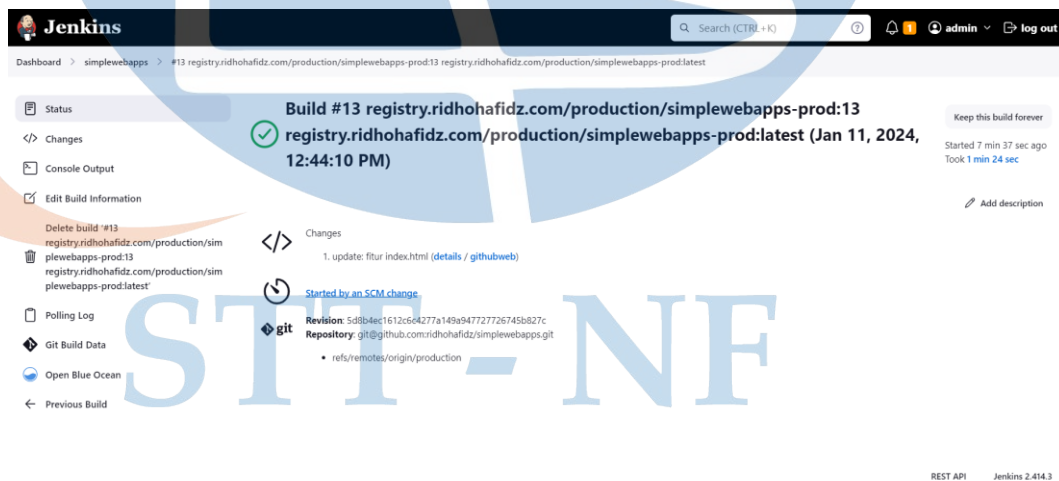 Jenkins
Search (CTRL+K)
1
admin
log out
Dashboard > simplewebapps > #13 registry.ridhohafidz.com/production/simplewebapps-prod:13 registry.ridhohafidz.com/production/simplewebapps-prod:latest
Status
Changes
Console Output
Edit Build Information
Delete build '#13
registry.ridhohafidz.com/production/sim
plewebapps-prod:13
registry.ridhohafidz.com/production/sim
plewebapps-prod:latest'
Polling Log
Git Build Data
Open Blue Ocean
Previous Build
Build #13 registry.ridhohafidz.com/production/simplewebapps-prod:13
registry.ridhohafidz.com/production/simplewebapps-prod:latest (Jan 11, 2024,
12:44:10 PM)
Keep this build forever
Started 7 min 37 sec ago
Took 1 min 24 sec
Add description
Changes
1. update: fitur index.html (details / githubweb)
Started by an SCM change
git
Revision: 5d8b4ec1612c6c4277a149a947727726745b827c
Repository: git@github.com:ridhohafidz/simplewebapps.git
• refs/remotes/origin/production
STT - NF
REST API
Jenkins 2.414.3